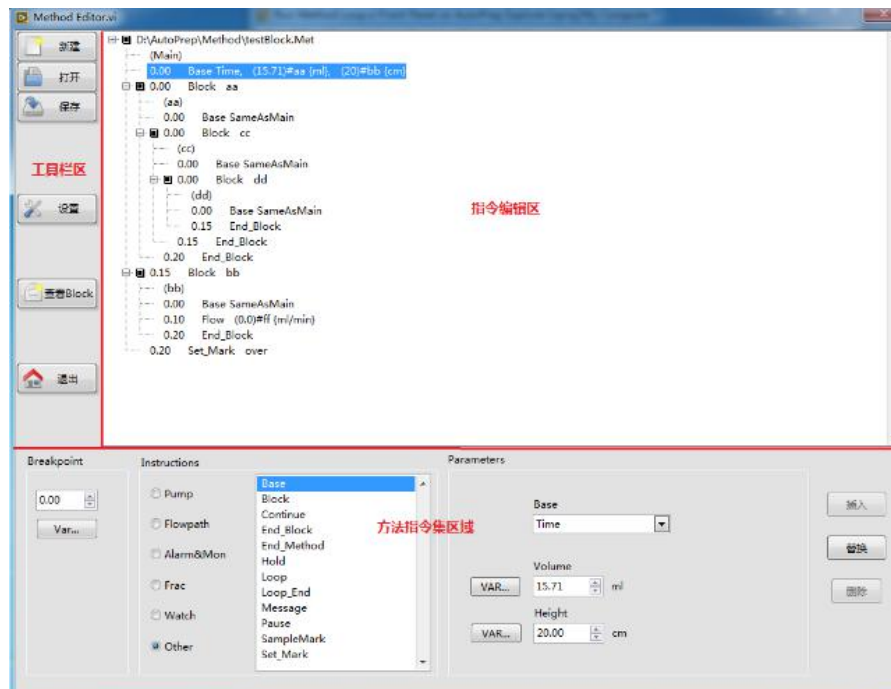 Method Editor.vi
新建
打开
保存
工具栏区
设置
查看Block
退出
D:\AutoPrep\Method\testBlock.Met
(Main)
0.00 Base Time, (15.71)#aa {ml}, (20)#bb {cm}
0.00 Block aa
(aa)
0.00 Base SameAsMain
0.00 Block cc
(cc)
0.00 Base SameAsMain
0.00 Block dd
(dd)
0.00 Base SameAsMain
0.15 End_Block
0.15 End_Block
0.20 End_Block
0.15 Block bb
(bb)
0.00 Base SameAsMain
0.10 Flow (0.0)#ff {ml/min}
0.20 End_Block
0.20 Set_Mark over
指令编辑区
Breakpoint
0.00
Var...
Instructions
Pump
Flowpath
Alarm&Mon
Frac
Watch
Other
Base
Block
Continue
End_Block
End_Method
Hold
Loop
Loop_End
Message
Pause
SampleMark
Set_Mark
方法指令集区域
Parameters
Base
Time
Volume
VAR... 15.71 ml
Height
VAR... 20.00 cm
插入
替换
删除